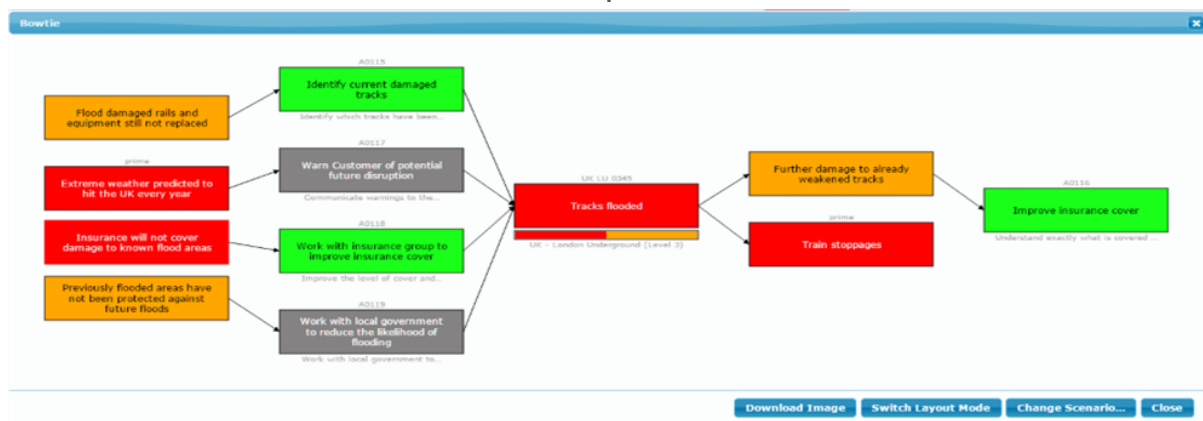 Bowtie
Flood damaged rails and
equipment still not replaced
prime
Extreme weather predicted to
hit the UK every year
Insurance will not cover
damage to known flood areas
Previously flooded areas have
not been protected against
future floods
A0115
Identify current damaged
tracks
Identify which tracks have been...
A0117
Warn Customer of potential
future disruption
Communicate warnings to the...
A0118
Work with insurance group to
improve insurance cover
Improve the level of cover and...
A0119
Work with local government
to reduce the likelihood of
flooding
Work with local government to...
UK LU 0345
Tracks flooded
UK - London Underground (Level 3)
Further damage to already
weakened tracks
prime
Train stoppages
A0116
Improve insurance cover
Understand exactly what is covered ...
Download Image
Switch Layout Mode
Change Scenario...
Close